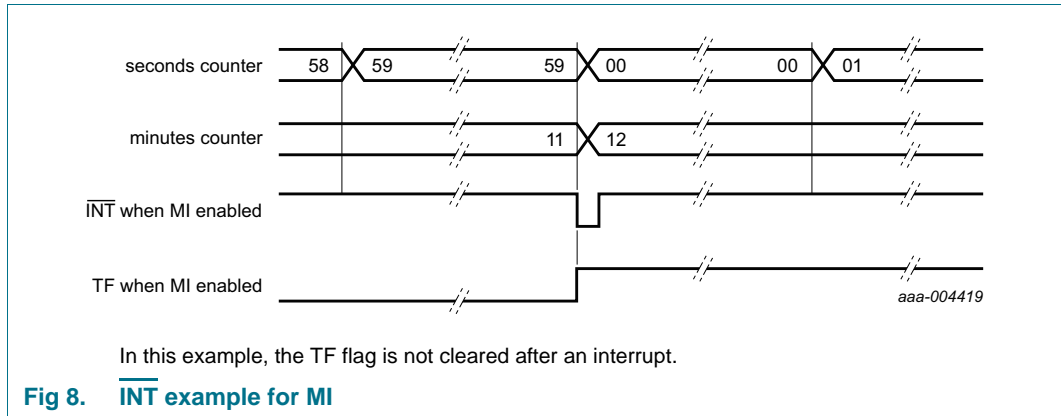 seconds counter 58 59 59 00 00 01
minutes counter 11 12
INT when MI enabled
TF when MI enabled
aaa-004419
In this example, the TF flag is not cleared after an interrupt.
Fig 8. INT example for MI